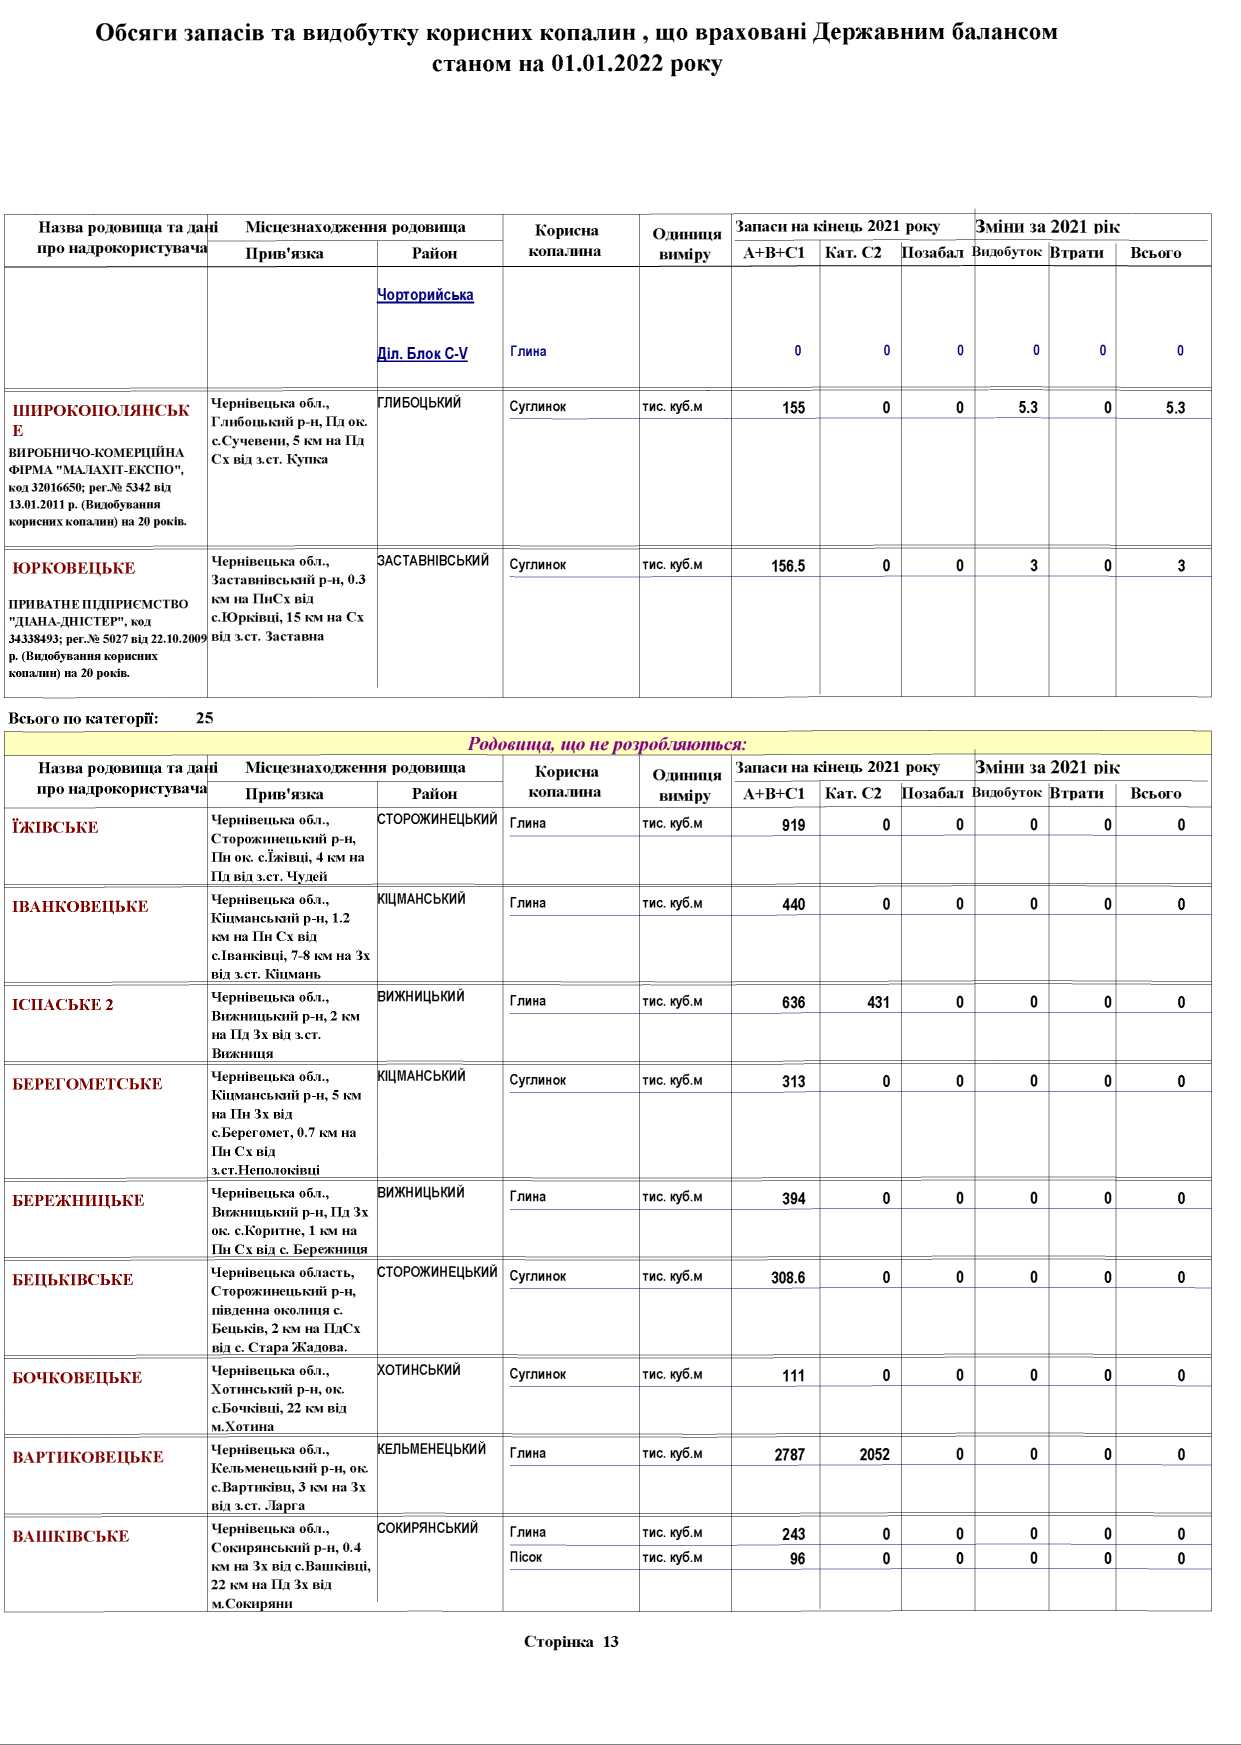 Обсяги запасів та видобутку корисних копалин , що враховані Державним балансом
станом на 01.01.2022 року
Назва родовища та дані Місцезнаходження родовища Корисна Одиниця Запаси на кінець 2021 року Зміни за 2021 рік
про надрокористувача Прив'язка Район копалина виміру А+В+С1 Кат. С2 Позабал Видобуток Втрати Всього
Чорторийська
Діл. Блок С-V Глина 0 0 0 0 0 0
ШИРОКОПОЛЯНСЬК Чернівецька обл., ГЛИБОЦЬКИЙ Суглинок тис. куб.м 155 0 0 5.3 0 5.3
Е Глибоцький р-н, Пд ок.
ВИРОБНИЧО-КОМЕРЦІЙНА с.Сучевени, 5 км на Пд
ФІРМА "МАЛАХІТ-ЕКСПО", Сх від з.ст. Купка
код 32016650; рег.№ 5342 від
13.01.2011 р. (Видобування
корисних копалин) на 20 років.
ЮРКОВЕЦЬКЕ Чернівецька обл., ЗАСТАВНІВСЬКИЙ Суглинок тис. куб.м 156.5 0 0 3 0 3
Заставнівський р-н, 0.3
ПРИВАТНЕ ПІДПРИЄМСТВО км на ПнСх від
"ДІАНА-ДНІСТЕР", код с.Юрківці, 15 км на Сх
34338493; рег.№ 5027 від 22.10.2009 від з.ст. Заставна
р. (Видобування корисних
копалин) на 20 років.
Всього по категорії: 25
Родовища, що не розробляються:
Назва родовища та дані Місцезнаходження родовища Корисна Одиниця Запаси на кінець 2021 року Зміни за 2021 рік
про надрокористувача Прив'язка Район копалина виміру А+В+С1 Кат. С2 Позабал Видобуток Втрати Всього
ЇЖІВСЬКЕ Чернівецька обл., СТОРОЖИНЕЦЬКИЙ Глина тис. куб.м 919 0 0 0 0 0
Сторожинецький р-н,
Пн ок. с.Їжівці, 4 км на
Пд від з.ст. Чудей
ІВАНКОВЕЦЬКЕ Чернівецька обл., КІЦМАНСЬКИЙ Глина тис. куб.м 440 0 0 0 0 0
Кіцманський р-н, 1.2
км на Пн Сх від
с.Іванківці, 7-8 км на Зх
від з.ст. Кіцмань
ІСПАСЬКЕ 2 Чернівецька обл., ВИЖНИЦЬКИЙ Глина тис. куб.м 636 431 0 0 0 0
Вижницький р-н, 2 км
на Пд Зх від з.ст.
Вижниця
БЕРЕГОМЕТСЬКЕ Чернівецька обл., КІЦМАНСЬКИЙ Суглинок тис. куб.м 313 0 0 0 0 0
Кіцманський р-н, 5 км
на Пн Зх від
с.Берегомет, 0.7 км на
Пн Сх від
з.ст.Неполоківці
БЕРЕЖНИЦЬКЕ Чернівецька обл., ВИЖНИЦЬКИЙ Глина тис. куб.м 394 0 0 0 0 0
Вижницький р-н, Пд Зх
ок. с.Коритне, 1 км на
Пн Сх від с. Бережниця
БЕЦЬКІВСЬКЕ Чернівецька область, СТОРОЖИНЕЦЬКИЙ Суглинок тис. куб.м 308.6 0 0 0 0 0
Сторожинецький р-н,
південна околиця с.
Бецьків, 2 км на ПдСх
від с. Стара Жадова.
БОЧКОВЕЦЬКЕ Чернівецька обл., ХОТИНСЬКИЙ Суглинок тис. куб.м 111 0 0 0 0 0
Хотинський р-н, ок.
с.Бочківці, 22 км від
м.Хотина
ВАРТИКОВЕЦЬКЕ Чернівецька обл., КЕЛЬМЕНЕЦЬКИЙ Глина тис. куб.м 2787 2052 0 0 0 0
Кельменецький р-н, ок.
с.Вартиківц, 3 км на Зх
від з.ст. Ларга
ВАШКІВСЬКЕ Чернівецька обл., СОКИРЯНСЬКИЙ Глина тис. куб.м 243 0 0 0 0 0
Сокирянський р-н, 0.4 Пісок тис. куб.м 96 0 0 0 0 0
км на Зх від с.Вашківці,
22 км на Пд Зх від
м.Сокиряни
Сторінка 13